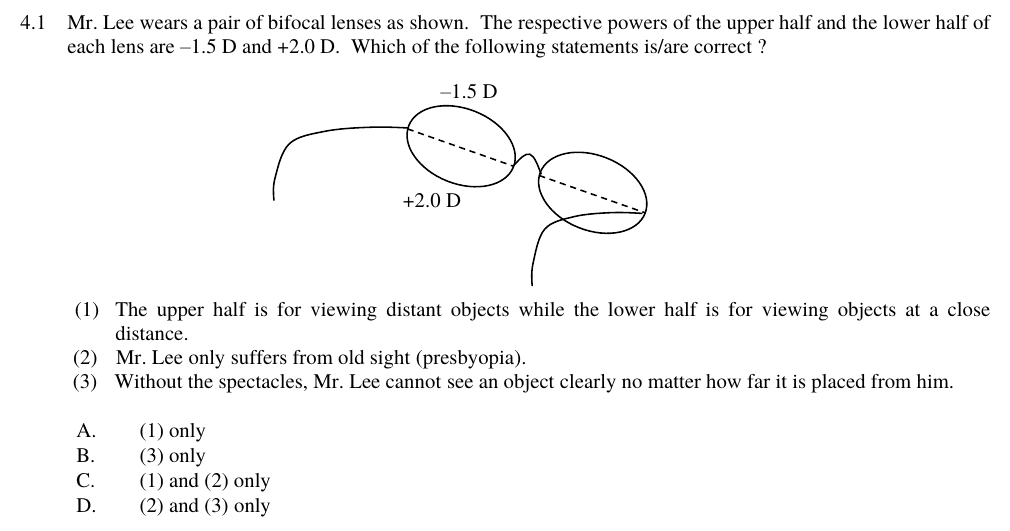 4.1 Mr. Lee wears a pair of bifocal lenses as shown. The respective powers of the upper half and the lower half of
each lens are –1.5 D and +2.0 D. Which of the following statements is/are correct ?
–1.5 D
+2.0 D
(1) The upper half is for viewing distant objects while the lower half is for viewing objects at a close
distance.
(2) Mr. Lee only suffers from old sight (presbyopia).
(3) Without the spectacles, Mr. Lee cannot see an object clearly no matter how far it is placed from him.
A. (1) only
B. (3) only
C. (1) and (2) only
D. (2) and (3) only